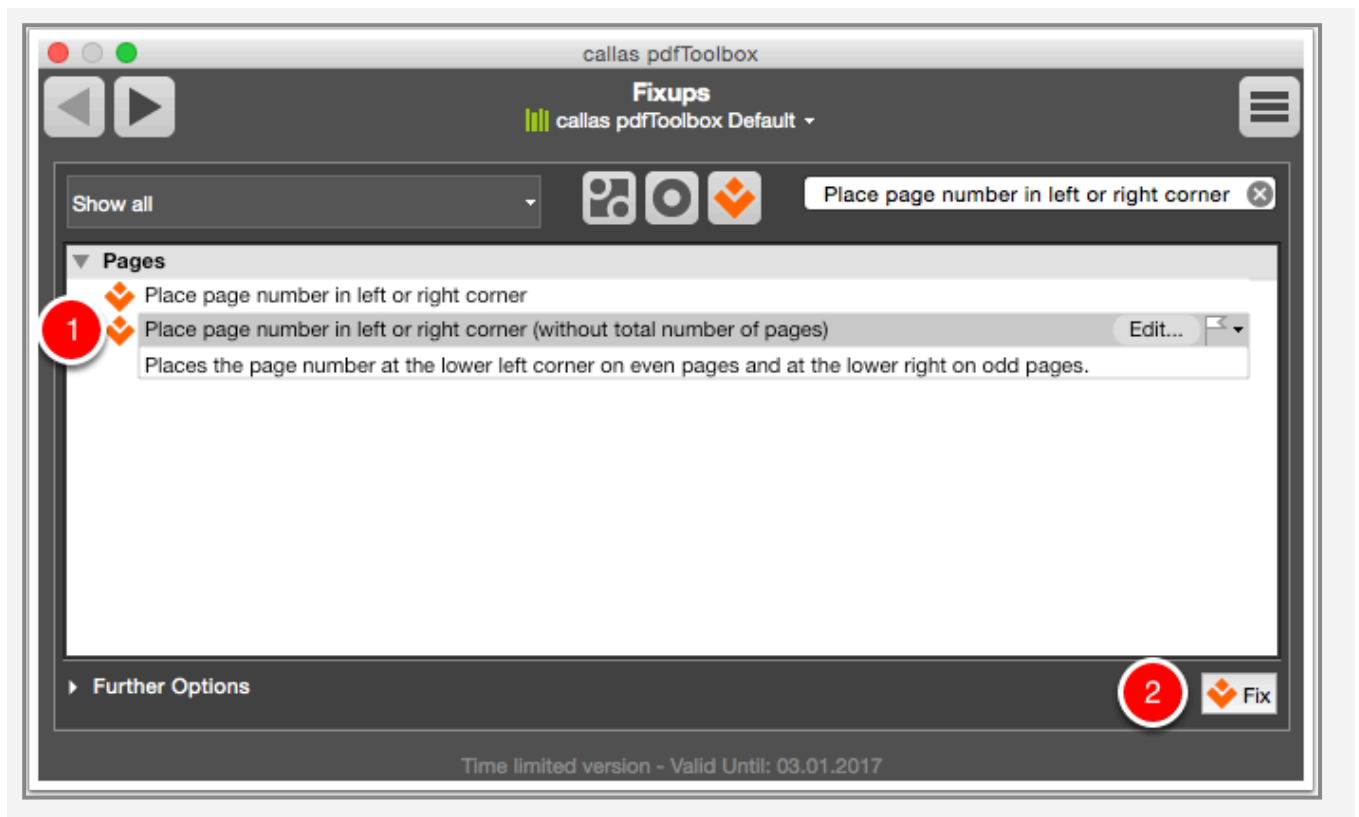 callas pdfToolbox
Fixups
callas pdfToolbox Default
Show all
Place page number in left or right corner
Pages
Place page number in left or right corner
1
Place page number in left or right corner (without total number of pages)
Edit...
Places the page number at the lower left corner on even pages and at the lower right on odd pages.
Further Options
2
Fix
Time limited version - Valid Until: 03.01.2017